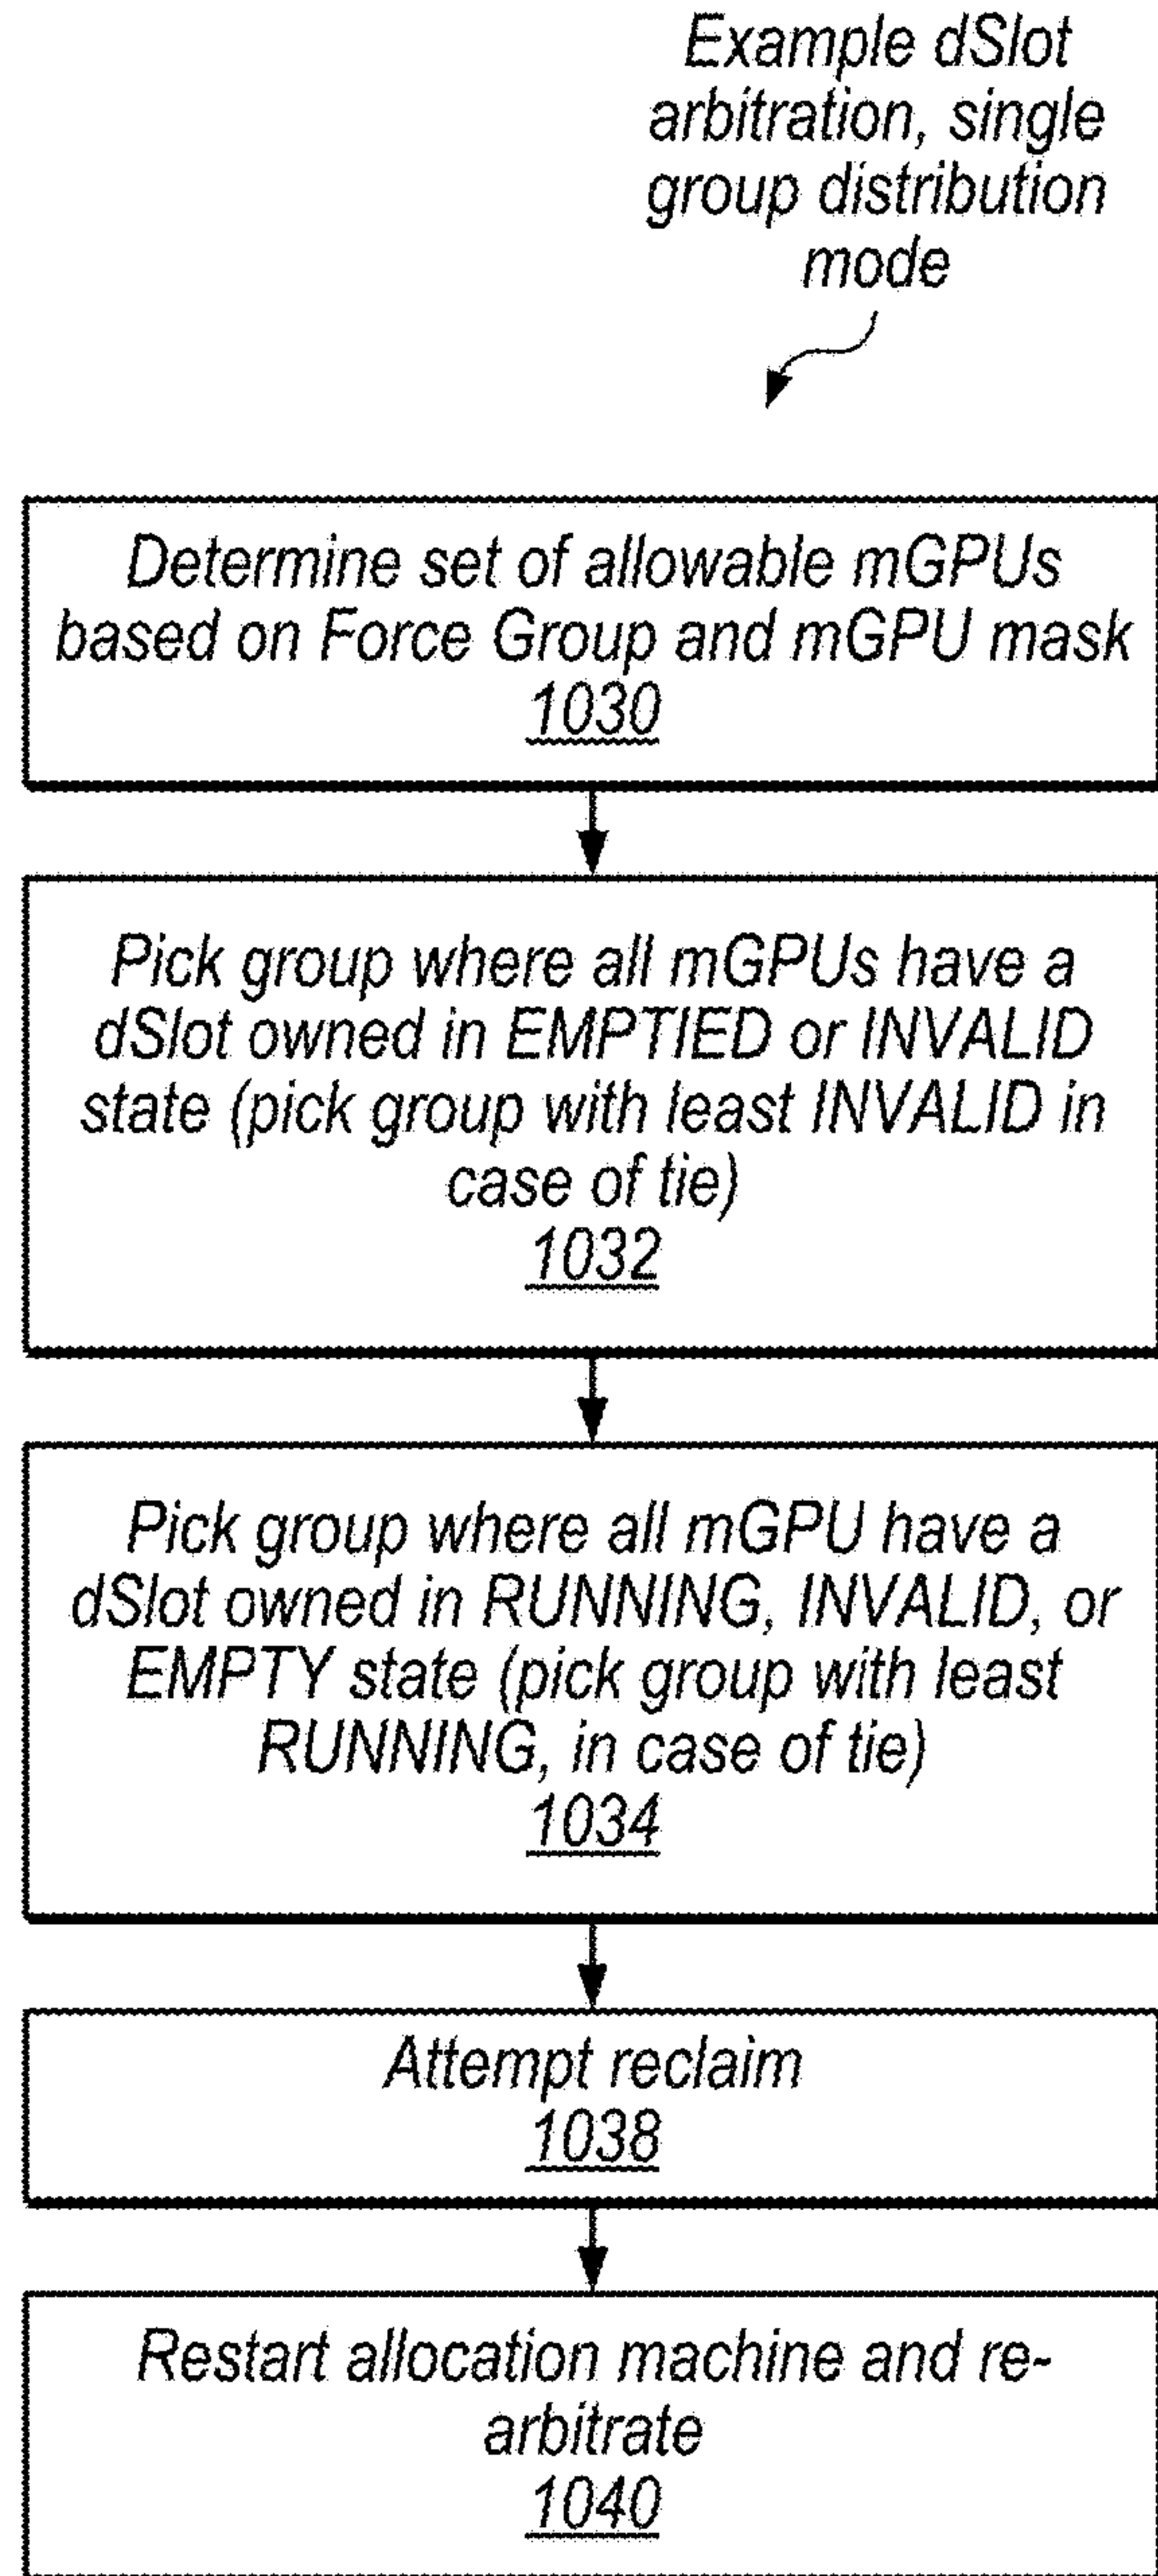 Example dSlot
arbitration, single
group distribution
mode
Determine set of allowable mGPUs
based on Force Group and mGPU mask
1030
Pick group where all mGPUs have a
dSlot owned in EMPTIED or INVALID
state (pick group with least INVALID in
case of tie)
1032
Pick group where all mGPU have a
dSlot owned in RUNNING, INVALID, or
EMPTY state (pick group with least
RUNNING, in case of tie)
1034
Attempt reclaim
1038
Restart allocation machine and re-
arbitrate
1040